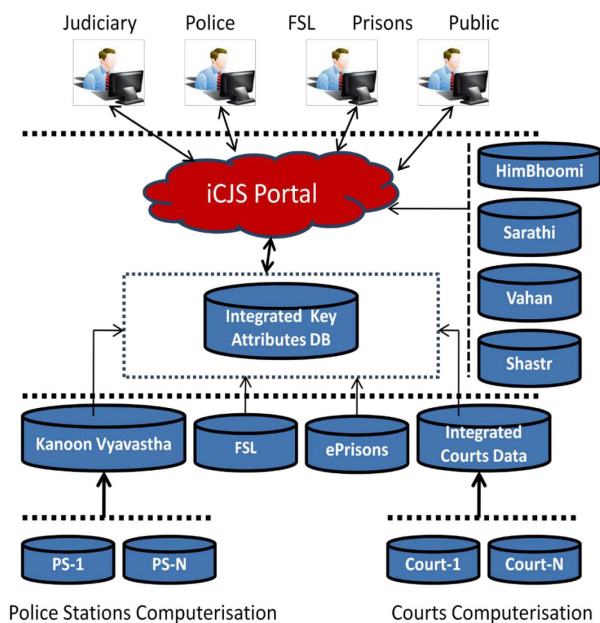 Judiciary Police FSL Prisons Public
iCJS Portal
HimBhoomi
Sarathi
Vahan
Shastr
Integrated Key
Attributes DB
Kanoon Vyavastha
FSL
ePrisons
Integrated
Courts Data
PS-1
PS-N
Court-1
Court-N
Police Stations Computerisation
Courts Computerisation